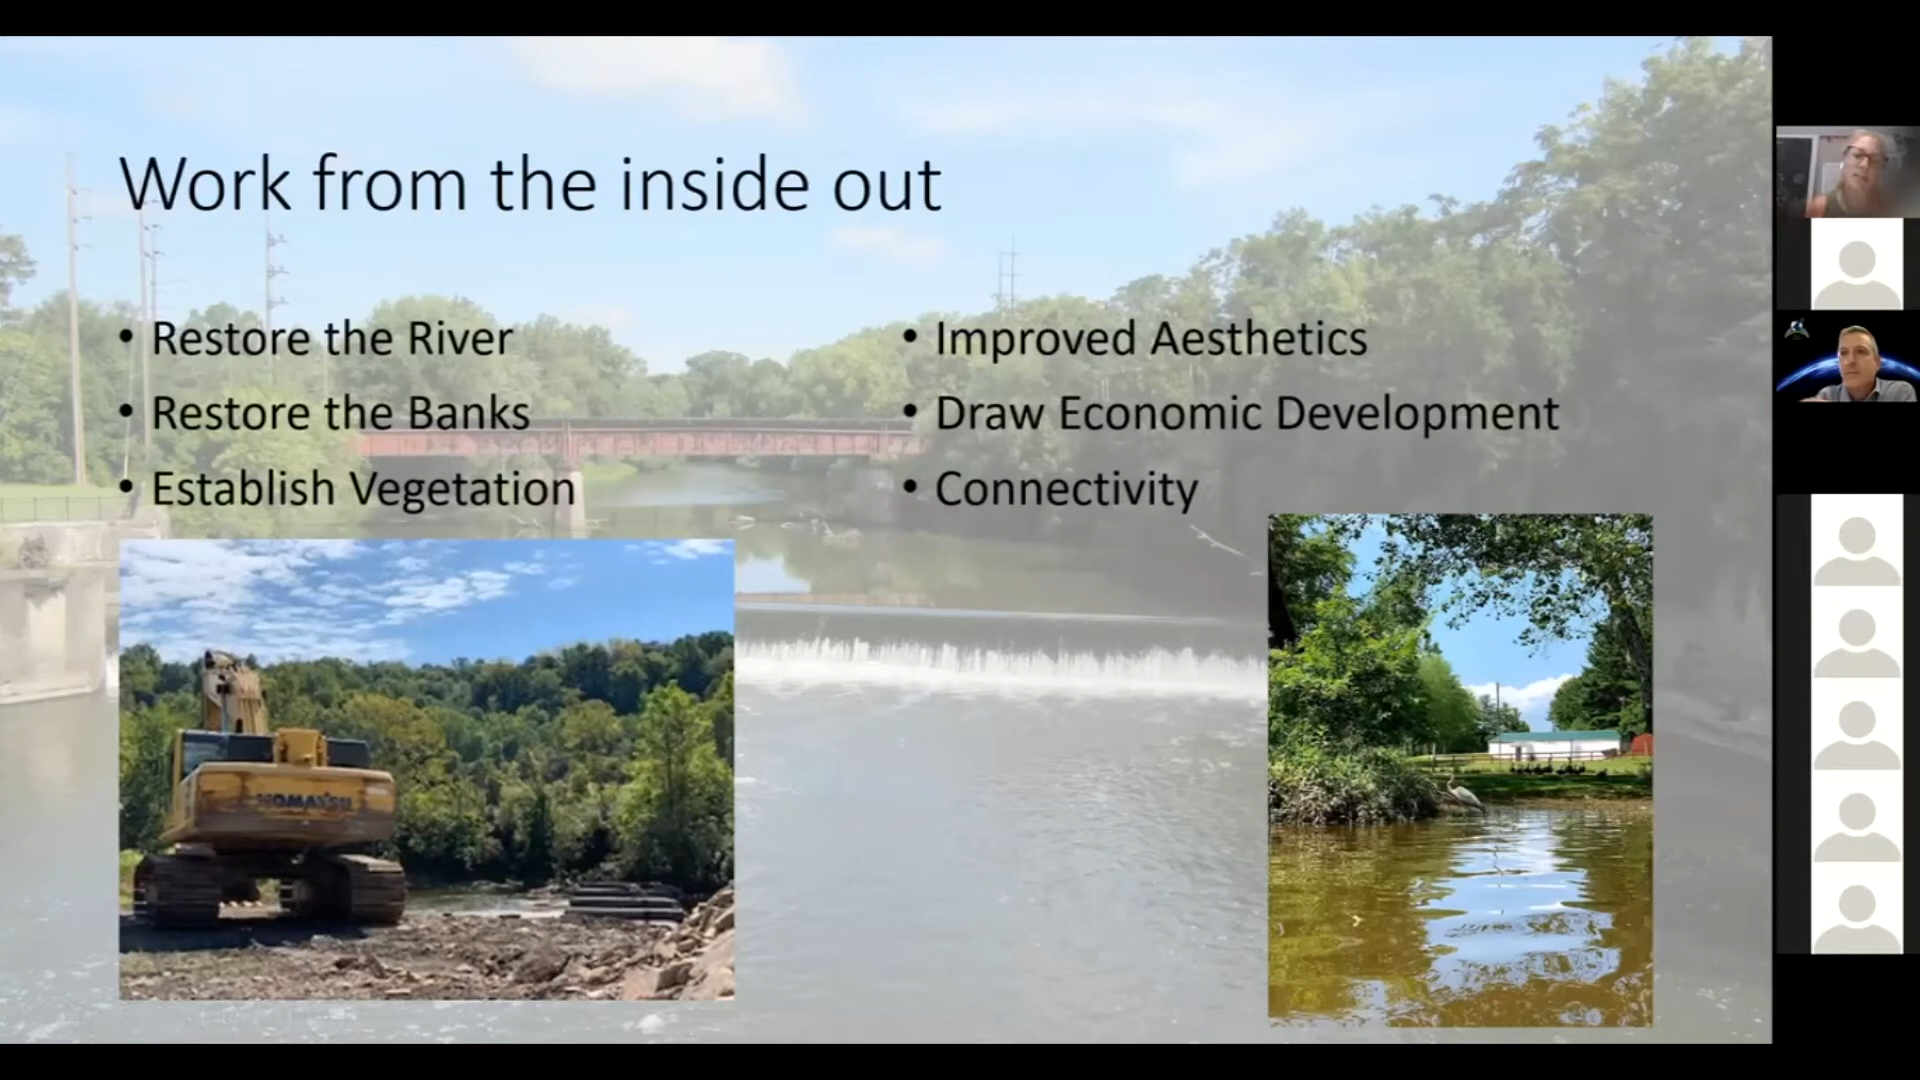 Work from the inside out
• Restore the River
• Restore the Banks
• Establish Vegetation
• Improved Aesthetics
• Draw Economic Development
• Connectivity
KOMATSU